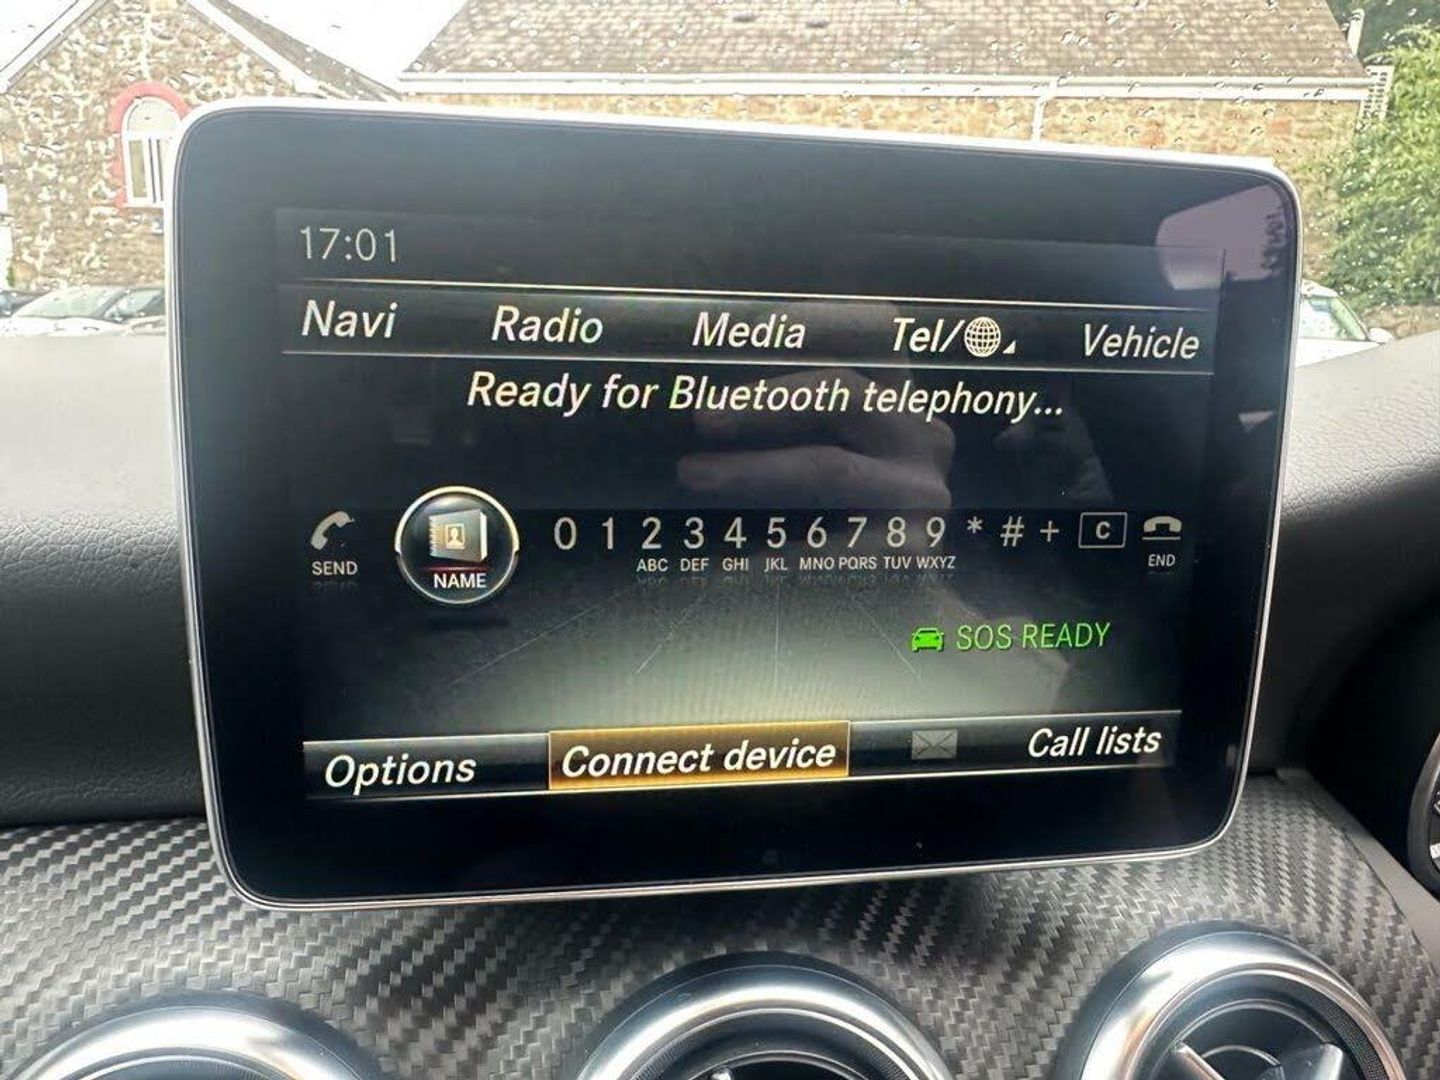 17:01
Navi Radio Media Tel/ Vehicle
Ready for Bluetooth telephony...
0 1 2 3 4 5 6 7 8 9 * # + C
SEND NAME ABC DEF GHI JKL MNO PQRS TUV WXYZ END
SOS READY
Options Connect device Call lists